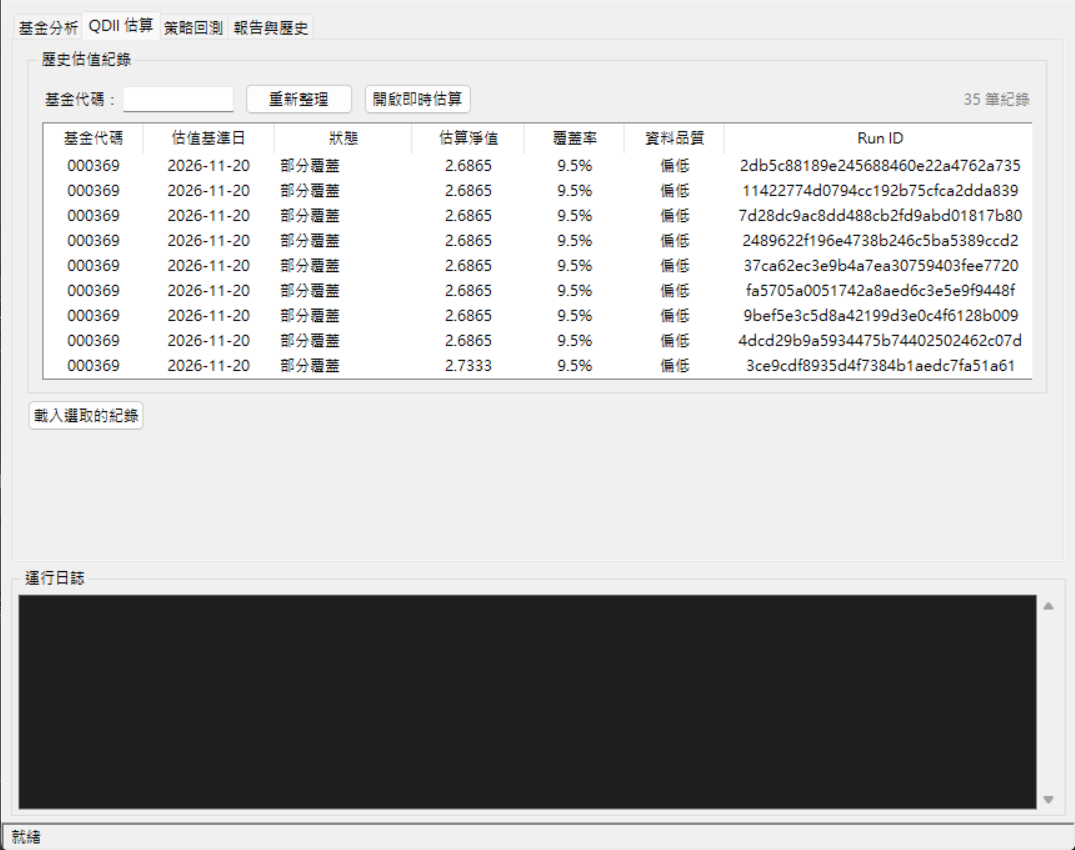 基金分析 QDII 估算 策略回測 報告與歷史
歷史估值紀錄
基金代碼： 重新整理 開啟即時估算 35 筆紀錄
基金代碼 估值基準日 狀態 估算淨值 覆蓋率 資料品質 Run ID
000369 2026-11-20 部分覆蓋 2.6865 9.5% 偏低 2db5c88189e245688460e22a4762a735
000369 2026-11-20 部分覆蓋 2.6865 9.5% 偏低 11422774d0794cc192b75cfca2dda839
000369 2026-11-20 部分覆蓋 2.6865 9.5% 偏低 7d28dc9ac8dd488cb2fd9abd01817b80
000369 2026-11-20 部分覆蓋 2.6865 9.5% 偏低 2489622f196e4738b246c5ba5389ccd2
000369 2026-11-20 部分覆蓋 2.6865 9.5% 偏低 37ca62ec3e9b4a7ea30759403fee7720
000369 2026-11-20 部分覆蓋 2.6865 9.5% 偏低 fa5705a0051742a8aed6c3e5e9f9448f
000369 2026-11-20 部分覆蓋 2.6865 9.5% 偏低 9bef5e3c5d8a42199d3e0c4f6128b009
000369 2026-11-20 部分覆蓋 2.6865 9.5% 偏低 4dcd29b9a5934475b74402502462c07d
000369 2026-11-20 部分覆蓋 2.7333 9.5% 偏低 3ce9cdf8935d4f7384b1aedc7fa51a61
載入選取的紀錄
運行日誌
就緒